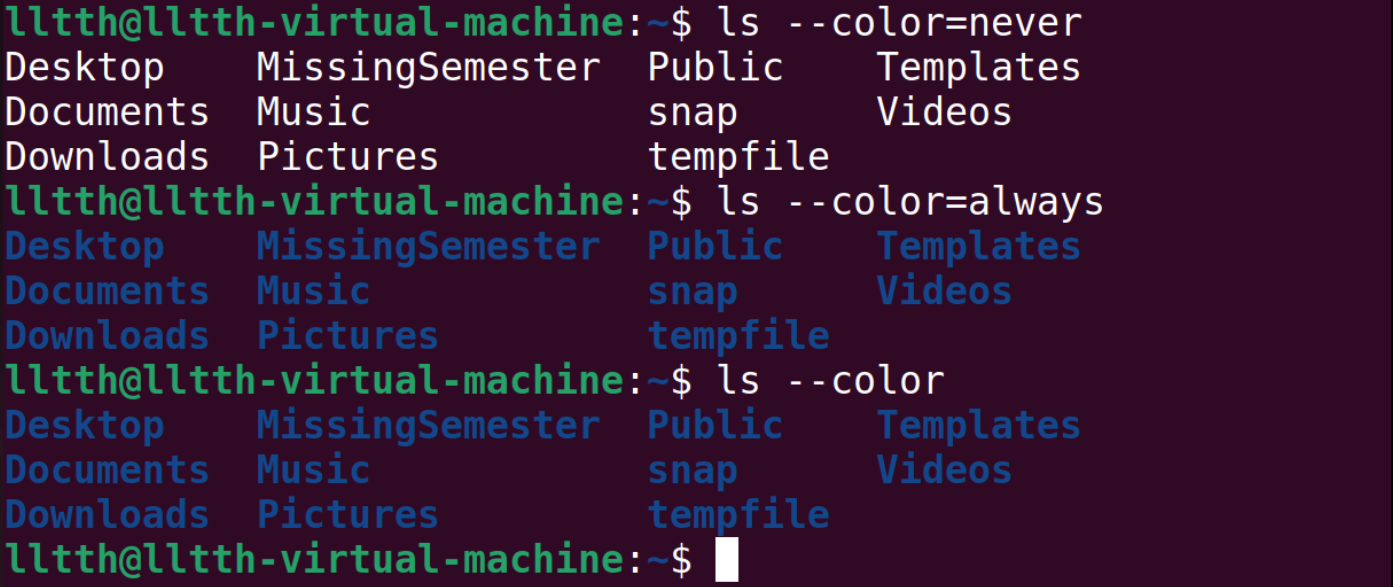 lltth@lltth-virtual-machine:~$ ls --color=never
Desktop    MissingSemester  Public    Templates
Documents  Music            snap      Videos
Downloads  Pictures         tempfile
lltth@lltth-virtual-machine:~$ ls --color=always
Desktop    MissingSemester  Public    Templates
Documents  Music            snap      Videos
Downloads  Pictures         tempfile
lltth@lltth-virtual-machine:~$ ls --color
Desktop    MissingSemester  Public    Templates
Documents  Music            snap      Videos
Downloads  Pictures         tempfile
lltth@lltth-virtual-machine:~$